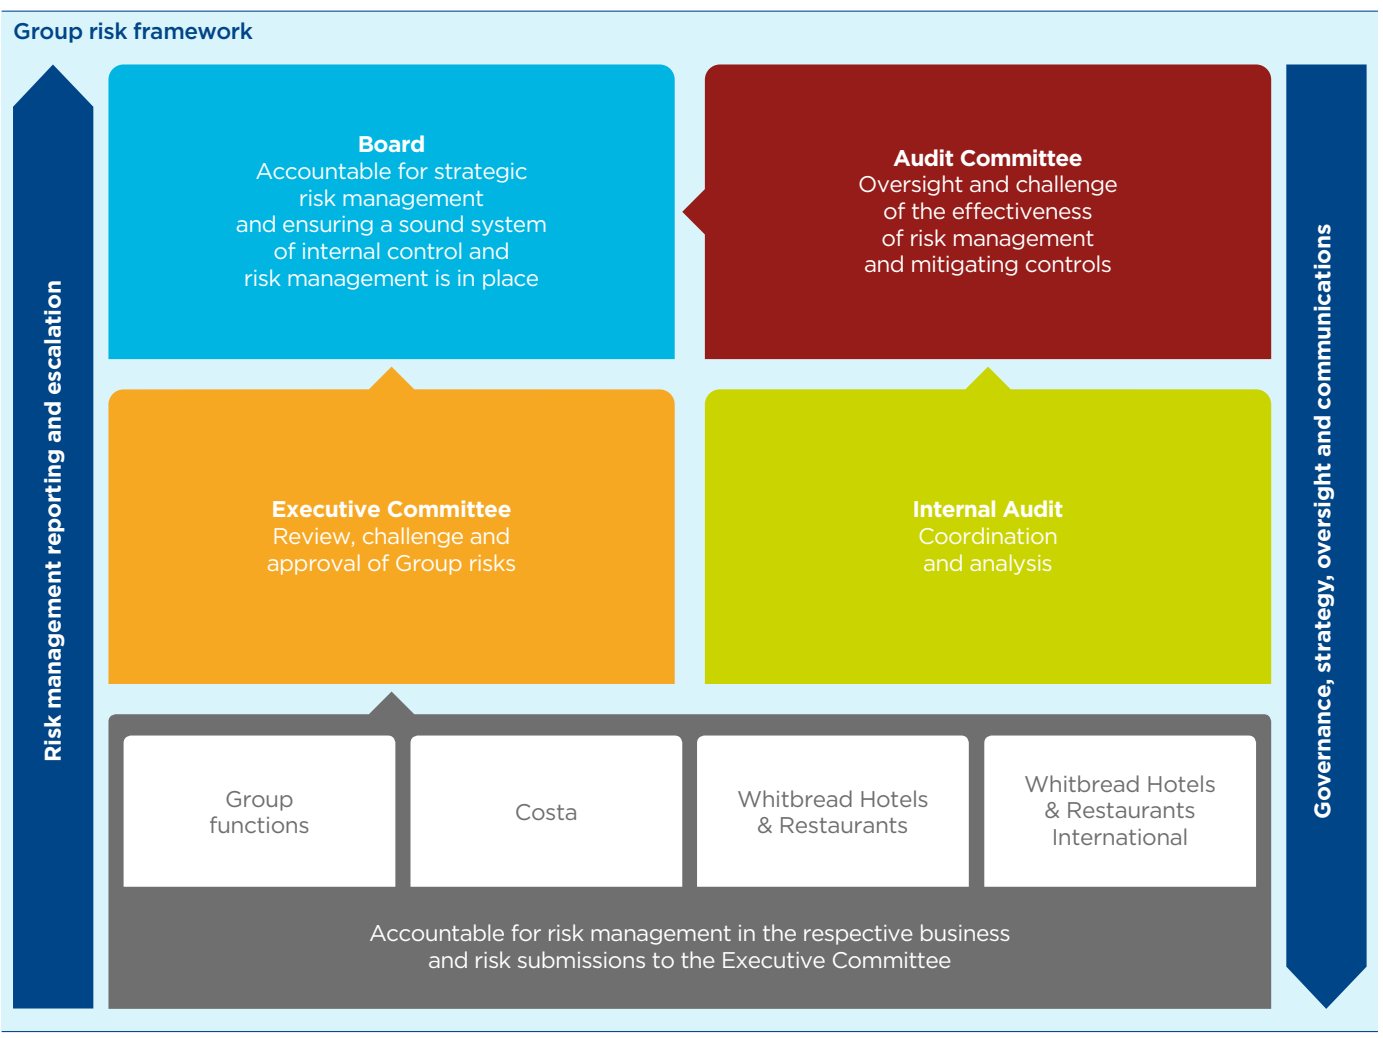 Group risk framework
Risk management reporting and escalation
Board
Accountable for strategic
risk management
and ensuring a sound system
of internal control and
risk management is in place
Audit Committee
Oversight and challenge
of the effectiveness
of risk management
and mitigating controls
Executive Committee
Review, challenge and
approval of Group risks
Internal Audit
Coordination
and analysis
Group
functions
Costa
Whitbread Hotels
& Restaurants
Whitbread Hotels
& Restaurants
International
Accountable for risk management in the respective business
and risk submissions to the Executive Committee
Governance, strategy, oversight and communications